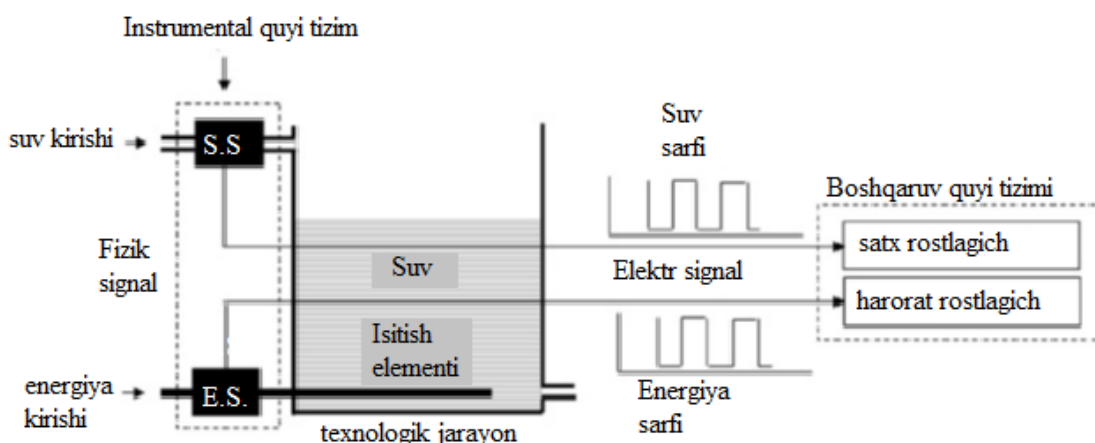 Instrumental quyi tizim
suv kirishi
S.S
Suv
sarfi
Boshqaruv quyi tizimi
satx rostlagich
Fizik
signal
Suv
Elektr signal
harorat rostlagich
Isitish
elementi
energiya
kirishi
E.S.
Energiya
sarfi
texnologik jarayon